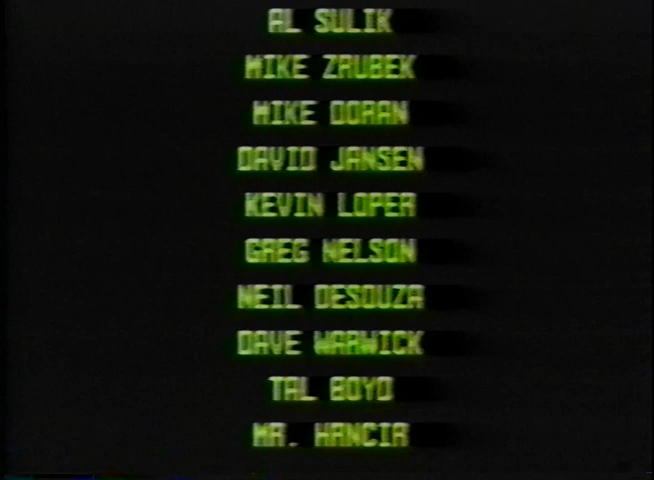 AL SULIK
MIKE ZRUBEK
MIKE DORAN
DAVID JANSEN
KEVIN LOPER
GREG NELSON
NEIL DESOUZA
DAVE WARWICK
TAL BOYD
MR. HANCIA